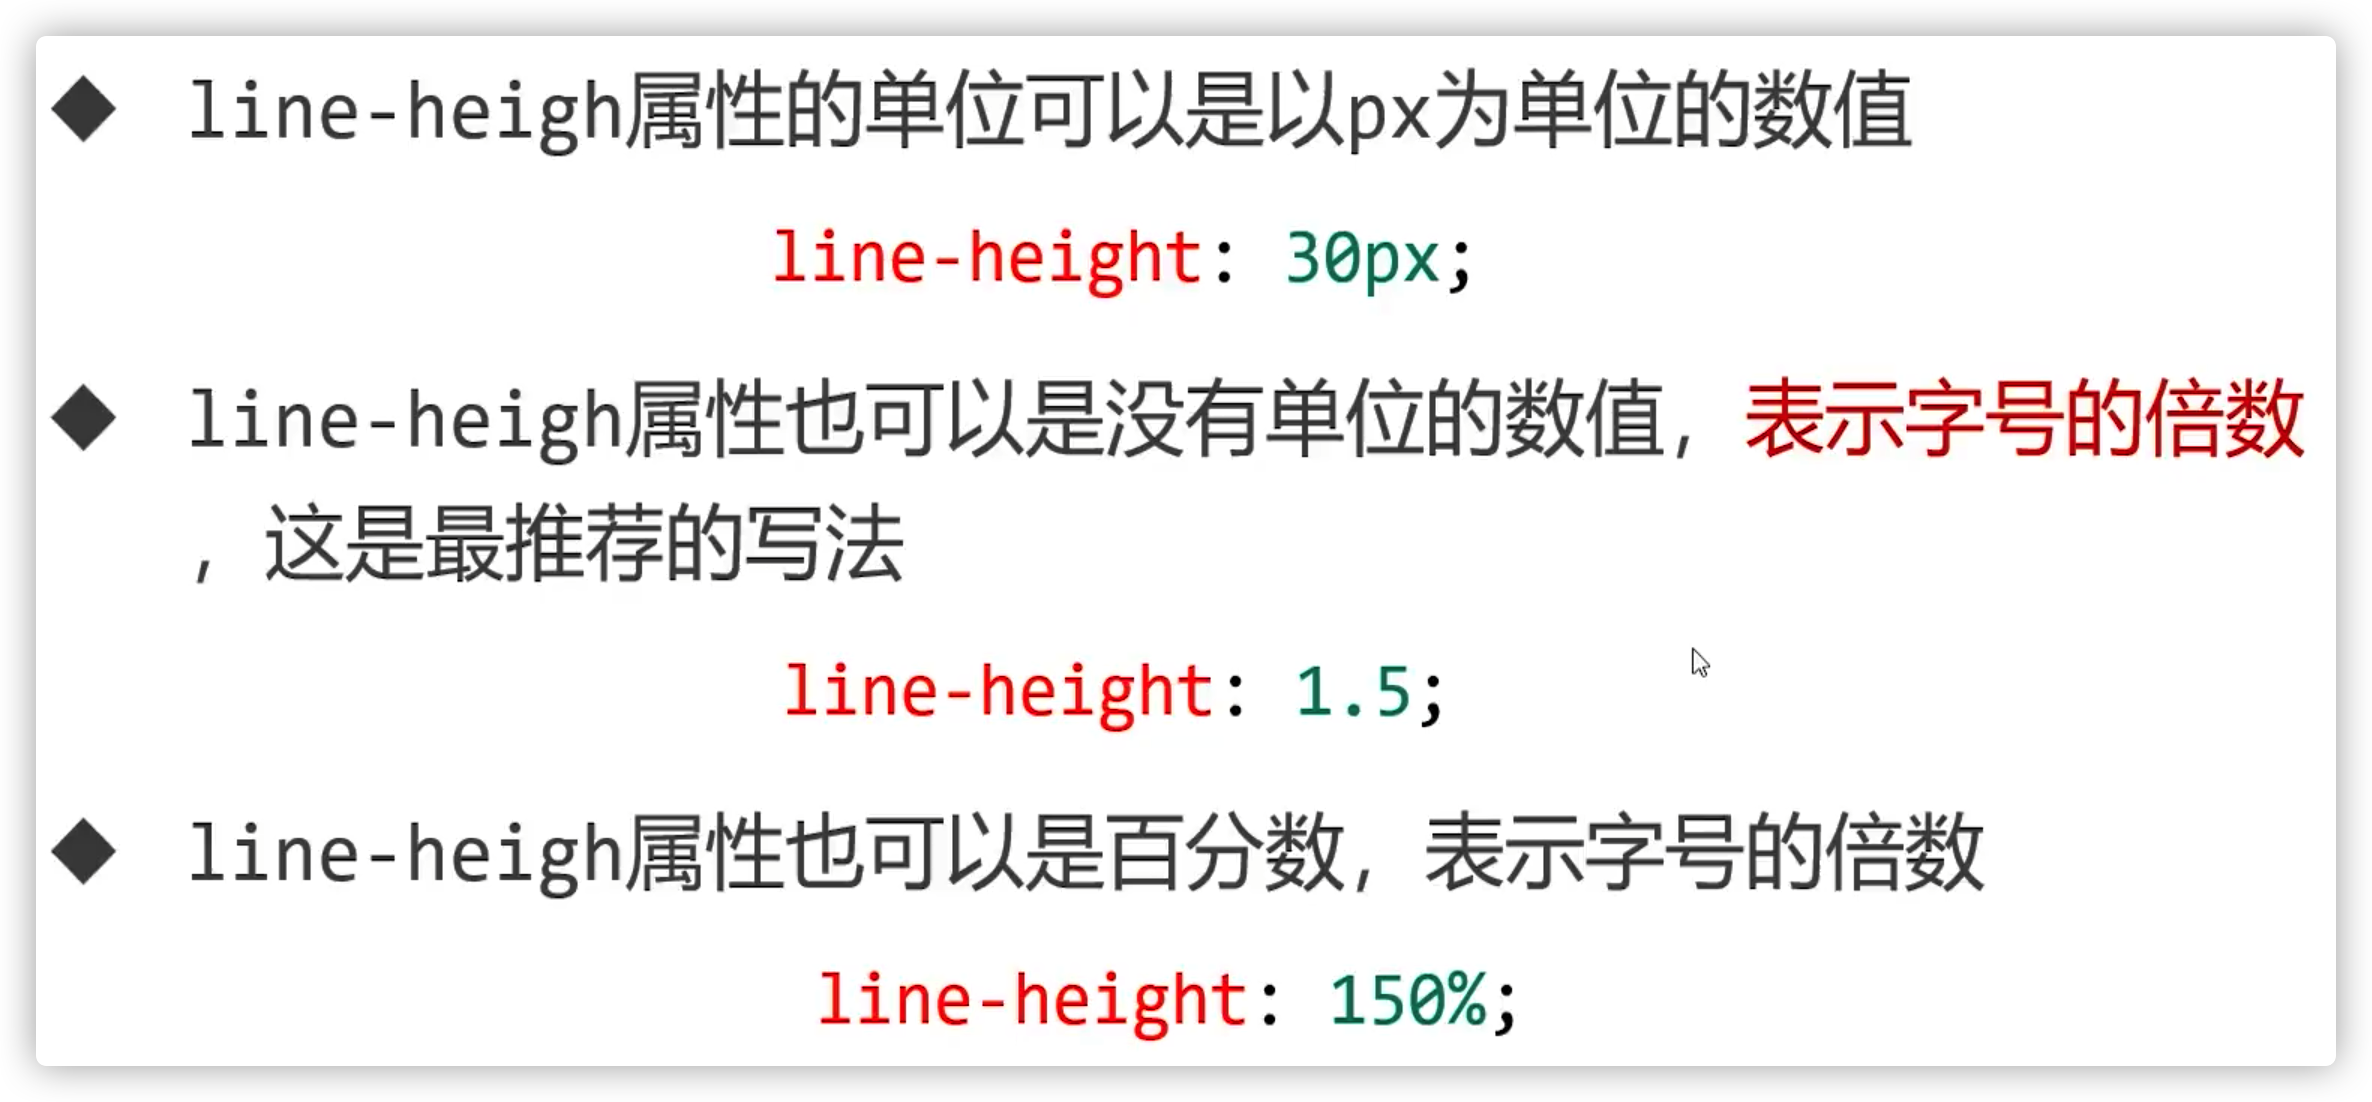 ◆ line-heigh属性的单位可以是以px为单位的数值
line-height: 30px;
◆ line-heigh属性也可以是没有单位的数值，表示字号的倍数
，这是最推荐的写法
line-height: 1.5;
◆ line-heigh属性也可以是百分数，表示字号的倍数
line-height: 150%;